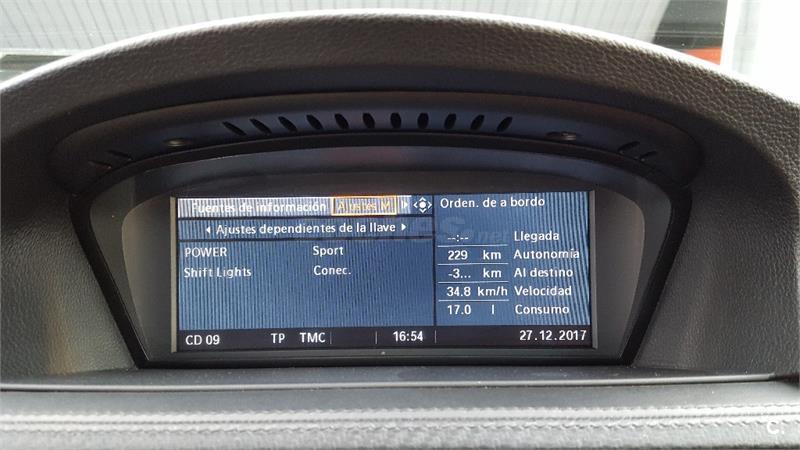 Fuentes de información Ajustes M
Ajustes dependientes de la llave
POWER Sport
Shift Lights Conec.
Orden. de a bordo
--:-- Llegada
229 km Autonomía
-3... km Al destino
34.8 km/h Velocidad
17.0 l Consumo
CD 09 TP TMC 16:54 27.12.2017